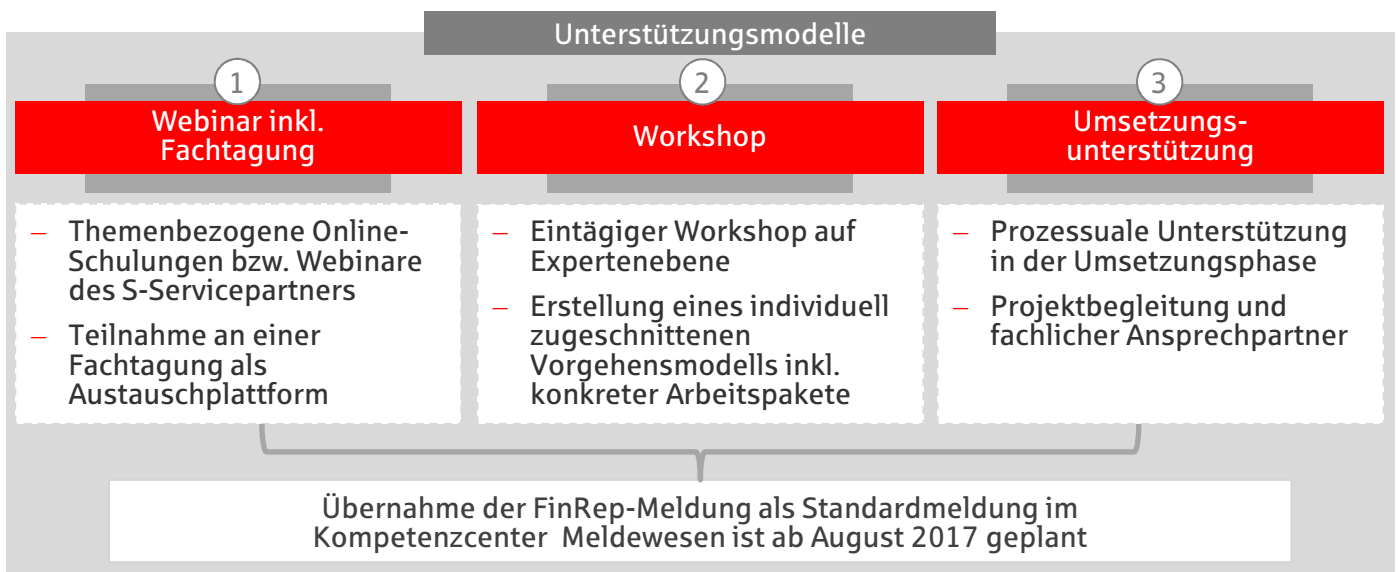 Unterstützungsmodelle
1
Webinar inkl.
Fachtagung
– Themenbezogene Online-
Schulungen bzw. Webinare
des S-Servicepartners
– Teilnahme an einer
Fachtagung als
Austauschplattform
2
Workshop
– Eintägiger Workshop auf
Expertenebene
– Erstellung eines individuell
zugeschnittenen
Vorgehensmodells inkl.
konkreter Arbeitspakete
3
Umsetzungs-
unterstützung
– Prozessuale Unterstützung
in der Umsetzungsphase
– Projektbegleitung und
fachlicher Ansprechpartner
Übernahme der FinRep-Meldung als Standardmeldung im
Kompetenzcenter Meldewesen ist ab August 2017 geplant